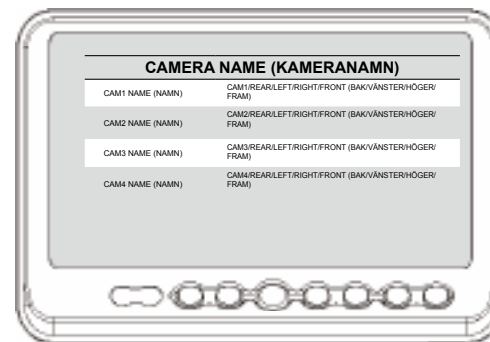 CAMERA NAME (KAMERANAMN)
CAM1 NAME (NAMN)
CAM1/REAR/LEFT/RIGHT/FRONT (BAK/VÄNSTER/HÖGER/
FRAM)
CAM2 NAME (NAMN)
CAM2/REAR/LEFT/RIGHT/FRONT (BAK/VÄNSTER/HÖGER/
FRAM)
CAM3 NAME (NAMN)
CAM3/REAR/LEFT/RIGHT/FRONT (BAK/VÄNSTER/HÖGER/
FRAM)
CAM4 NAME (NAMN)
CAM4/REAR/LEFT/RIGHT/FRONT (BAK/VÄNSTER/HÖGER/
FRAM)